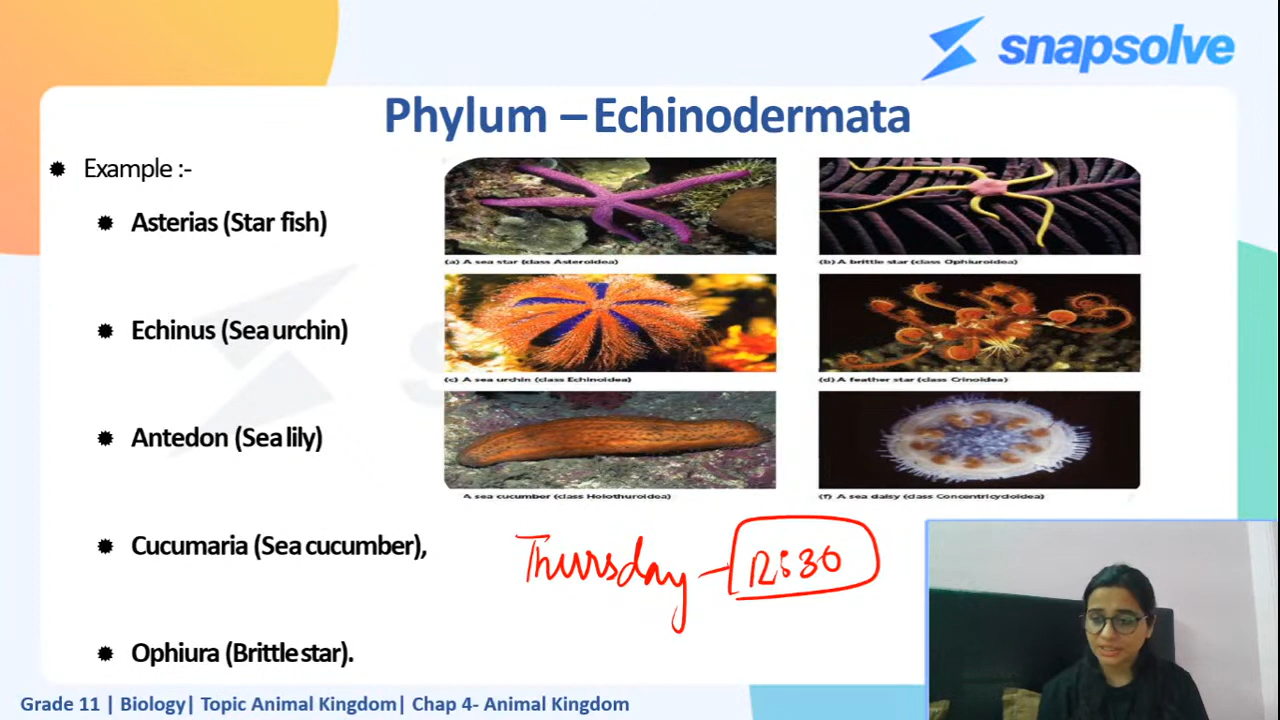 snapsolve
Phylum – Echinodermata
Example :-
Asterias (Star fish)
Echinus (Sea urchin)
Antedon (Sea lily)
Cucumaria (Sea cucumber),
Ophiura (Brittle star).
(a) A sea star (class Asteroidea)
(b) A brittle star (class Ophiuroidea)
(c) A sea urchin (class Echinoidea)
(d) A feather star (class Crinoidea)
A sea cucumber (class Holothuroidea)
(f) A sea daisy (class Concentricycloidea)
Thursday - 12:30
Grade 11 | Biology| Topic Animal Kingdom| Chap 4- Animal Kingdom